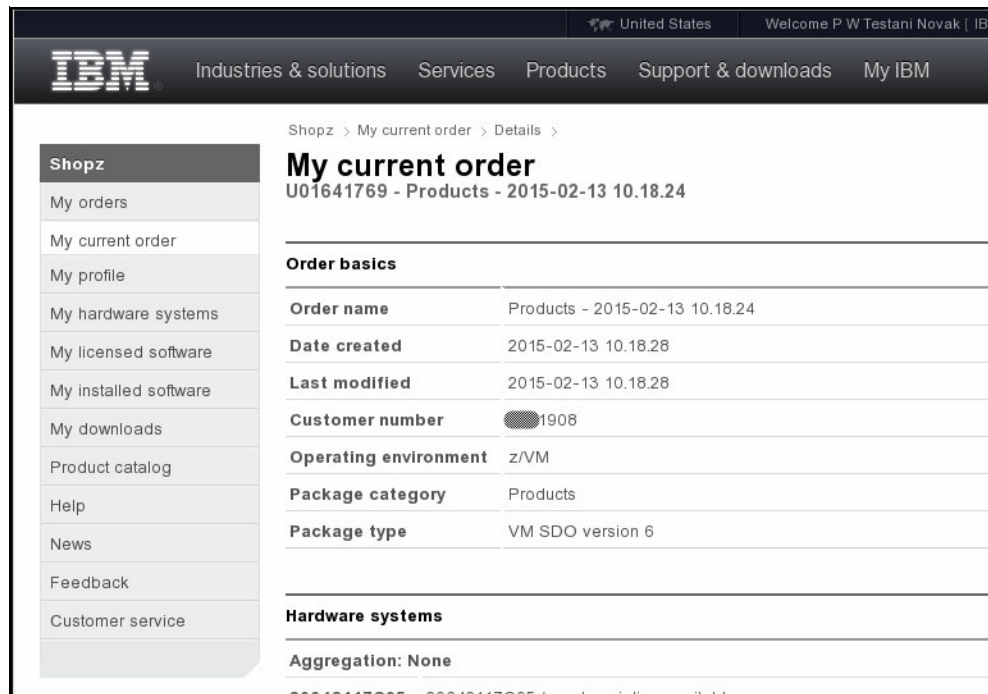 United States Welcome P W Testani Novak [ IB
IBM Industries & solutions Services Products Support & downloads My IBM
Shopz > My current order > Details >
My current order
U01641769 - Products - 2015-02-13 10.18.24
Shopz
My orders
My current order
My profile
My hardware systems
My licensed software
My installed software
My downloads
Product catalog
Help
News
Feedback
Customer service
Order basics
Order name Products - 2015-02-13 10.18.24
Date created 2015-02-13 10.18.28
Last modified 2015-02-13 10.18.28
Customer number 1908
Operating environment z/VM
Package category Products
Package type VM SDO version 6
Hardware systems
Aggregation: None